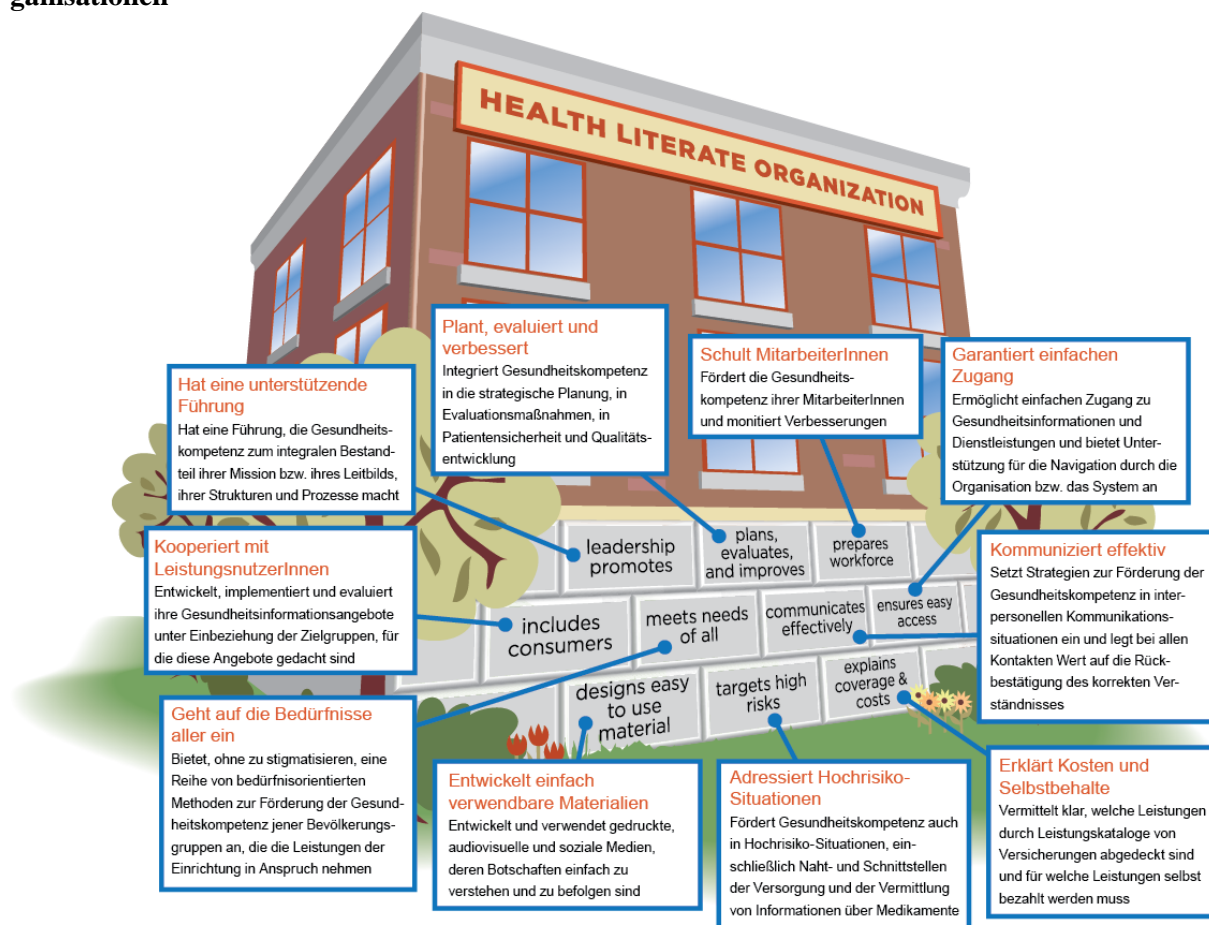 ganisationen
HEALTH LITERATE ORGANIZATION
Plant, evaluiert und
verbessert
Integriert Gesundheitskompetenz
in die strategische Planung, in
Evaluationsmaßnahmen, in
Patientensicherheit und Qualitäts-
entwicklung
Schult MitarbeiterInnen
Fördert die Gesundheits-
kompetenz ihrer MitarbeiterInnen
und monitiert Verbesserungen
Garantiert einfachen
Zugang
Ermöglicht einfachen Zugang zu
Gesundheitsinformationen und
Dienstleistungen und bietet Unter-
stützung für die Navigation durch die
Organisation bzw. das System an
Hat eine unterstützende
Führung
Hat eine Führung, die Gesundheits-
kompetenz zum integralen Bestand-
teil ihrer Mission bzw. ihres Leitbilds,
ihrer Strukturen und Prozesse macht
Kooperiert mit
LeistungsnutzerInnen
Entwickelt, implementiert und evaluiert
ihre Gesundheitsinformationsangebote
unter Einbeziehung der Zielgruppen, für
die diese Angebote gedacht sind
leadership
promotes
plans,
evaluates,
and improves
prepares
workforce
includes
consumers
meets needs
of all
communicates
effectively
ensures easy
access
designs easy
to use
material
targets high
risks
explains
coverage &
costs
Kommuniziert effektiv
Setzt Strategien zur Förderung der
Gesundheitskompetenz in inter-
personellen Kommunikations-
situationen ein und legt bei allen
Kontakten Wert auf die Rück-
bestätigung des korrekten Ver-
ständnisses
Geht auf die Bedürfnisse
aller ein
Bietet, ohne zu stigmatisieren, eine
Reihe von bedürfnisorientierten
Methoden zur Förderung der Gesund-
heitskompetenz jener Bevölkerungs-
gruppen an, die die Leistungen der
Einrichtung in Anspruch nehmen
Entwickelt einfach
verwendbare Materialien
Entwickelt und verwendet gedruckte,
audiovisuelle und soziale Medien,
deren Botschaften einfach zu
verstehen und zu befolgen sind
Adressiert Hochrisiko-
Situationen
Fördert Gesundheitskompetenz auch
in Hochrisiko-Situationen, ein-
schließlich Naht- und Schnittstellen
der Versorgung und der Vermittlung
von Informationen über Medikamente
Erklärt Kosten und
Selbstbehalte
Vermittelt klar, welche Leistungen
durch Leistungskataloge von
Versicherungen abgedeckt sind
und für welche Leistungen selbst
bezahlt werden muss